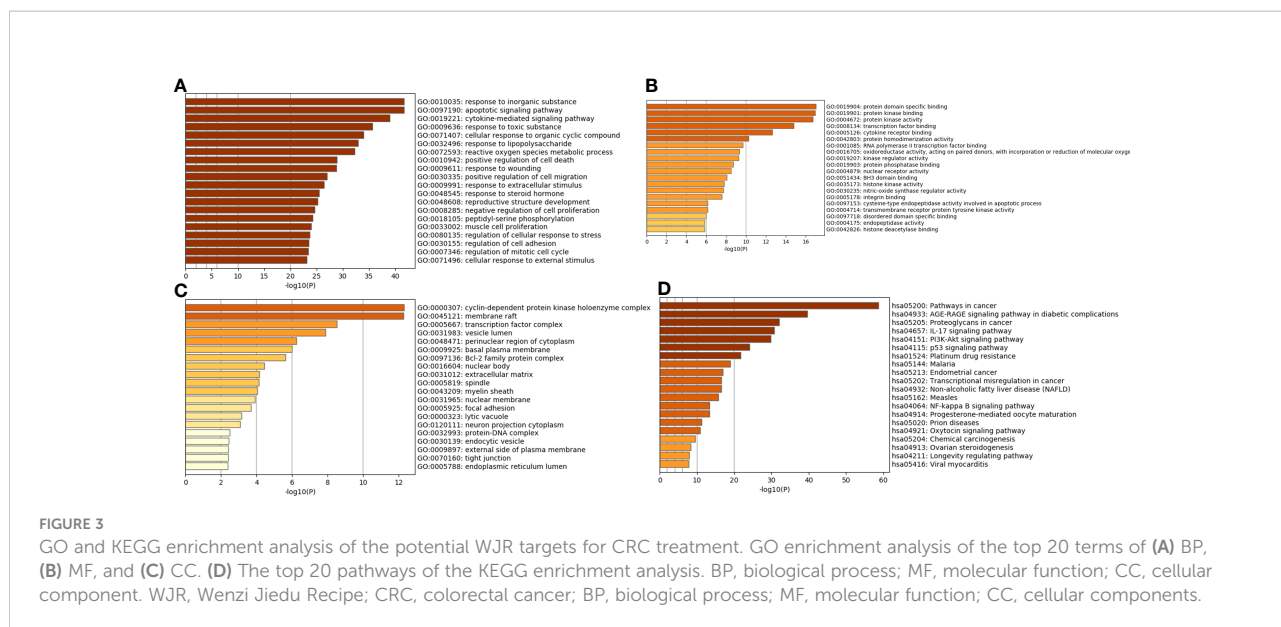 A
GO:0010035: response to inorganic substance
GO:0097190: apoptotic signaling pathway
GO:0019221: cytokine-mediated signaling pathway
GO:0009636: response to toxic substance
GO:0071407: cellular response to organic cyclic compound
GO:0032496: response to lipopolysaccharide
GO:0072593: reactive oxygen species metabolic process
GO:0010942: positive regulation of cell death
GO:0009611: response to wounding
GO:0030335: positive regulation of cell migration
GO:0009991: response to extracellular stimulus
GO:0048545: response to steroid hormone
GO:0048608: reproductive structure development
GO:0008285: negative regulation of cell proliferation
GO:0018105: peptidyl-serine phosphorylation
GO:0033002: muscle cell proliferation
GO:0080135: regulation of cellular response to stress
GO:0030155: regulation of cell adhesion
GO:0007346: regulation of mitotic cell cycle
GO:0071496: cellular response to external stimulus
0 5 10 15 20 25 30 35 40
-log10(P)
B
GO:0019904: protein domain specific binding
GO:0019901: protein kinase binding
GO:0004672: protein kinase activity
GO:0008134: transcription factor binding
GO:0005126: cytokine receptor binding
GO:0042803: protein homodimerization activity
GO:0001085: RNA polymerase II transcription factor binding
GO:0016705: oxidoreductase activity, acting on paired donors, with incorporation or reduction of molecular oxyge
GO:0019207: kinase regulator activity
GO:0019903: protein phosphatase binding
GO:0004879: nuclear receptor activity
GO:0051434: BH3 domain binding
GO:0035173: histone kinase activity
GO:0030235: nitric-oxide synthase regulator activity
GO:0005178: integrin binding
GO:0097153: cysteine-type endopeptidase activity involved in apoptotic process
GO:0004714: transmembrane receptor protein tyrosine kinase activity
GO:0097718: disordered domain specific binding
GO:0004175: endopeptidase activity
GO:0042826: histone deacetylase binding
0 2 4 6 8 10 12 14 16
-log10(P)
C
GO:0000307: cyclin-dependent protein kinase holoenzyme complex
GO:0045121: membrane raft
GO:0005667: transcription factor complex
GO:0031983: vesicle lumen
GO:0048471: perinuclear region of cytoplasm
GO:0009925: basal plasma membrane
GO:0097136: Bcl-2 family protein complex
GO:0016604: nuclear body
GO:0031012: extracellular matrix
GO:0005819: spindle
GO:0043209: myelin sheath
GO:0031965: nuclear membrane
GO:0005925: focal adhesion
GO:0000323: lytic vacuole
GO:0120111: neuron projection cytoplasm
GO:0032993: protein-DNA complex
GO:0030139: endocytic vesicle
GO:0009897: external side of plasma membrane
GO:0070160: tight junction
GO:0005788: endoplasmic reticulum lumen
0 2 4 6 8 10 12
-log10(P)
D
hsa05200: Pathways in cancer
hsa04933: AGE-RAGE signaling pathway in diabetic complications
hsa05205: Proteoglycans in cancer
hsa04657: IL-17 signaling pathway
hsa04151: PI3K-Akt signaling pathway
hsa04115: p53 signaling pathway
hsa01524: Platinum drug resistance
hsa05144: Malaria
hsa05213: Endometrial cancer
hsa05202: Transcriptional misregulation in cancer
hsa04932: Non-alcoholic fatty liver disease (NAFLD)
hsa05162: Measles
hsa04064: NF-kappa B signaling pathway
hsa04914: Progesterone-mediated oocyte maturation
hsa05020: Prion diseases
hsa04921: Oxytocin signaling pathway
hsa05204: Chemical carcinogenesis
hsa04913: Ovarian steroidogenesis
hsa04211: Longevity regulating pathway
hsa05416: Viral myocarditis
0 10 20 30 40 50 60
-log10(P)
FIGURE 3
GO and KEGG enrichment analysis of the potential WJR targets for CRC treatment. GO enrichment analysis of the top 20 terms of (A) BP,
(B) MF, and (C) CC. (D) The top 20 pathways of the KEGG enrichment analysis. BP, biological process; MF, molecular function; CC, cellular
component. WJR, Wenzi Jiedu Recipe; CRC, colorectal cancer; BP, biological process; MF, molecular function; CC, cellular components.